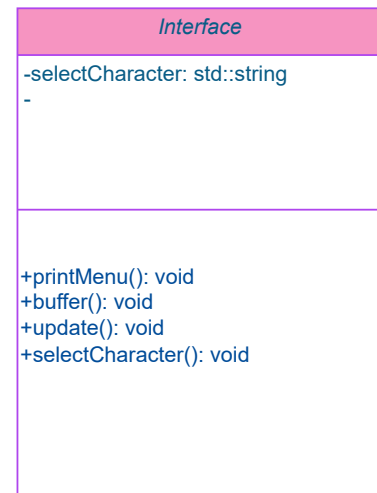 Interface
-selectCharacter: std::string
-
+printMenu(): void
+buffer(): void
+update(): void
+selectCharacter(): void